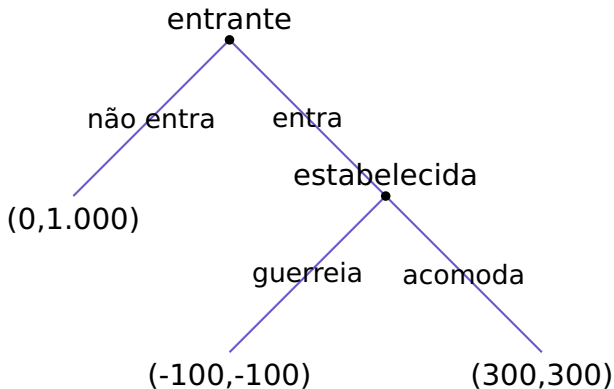 entrante
não entra
entra
estabelecida
(0,1.000)
guerreia
acomoda
(-100,-100)
(300,300)